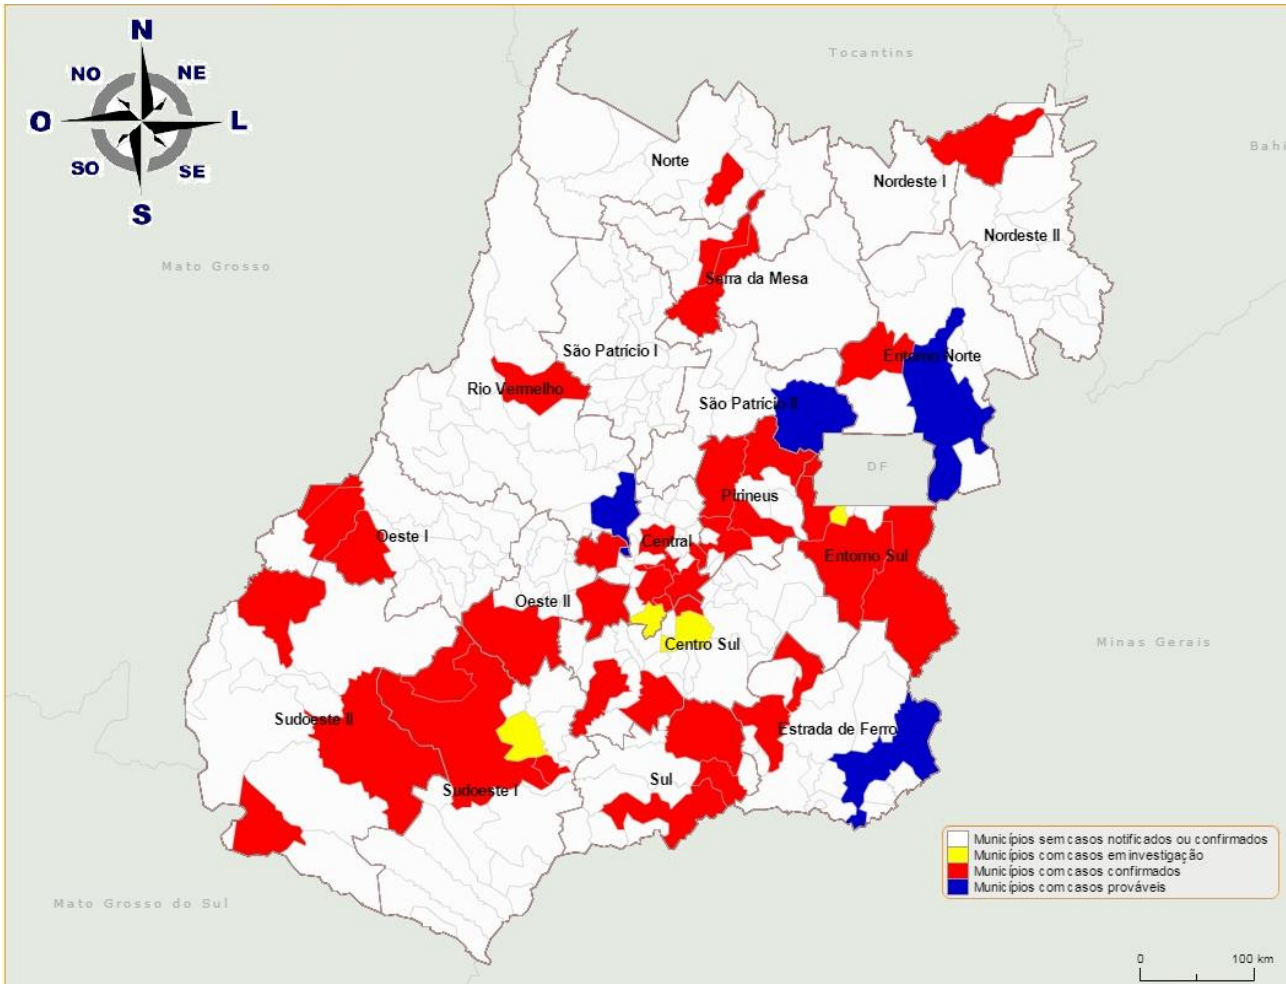 N
NO
NE
O
L
SO
SE
S
Tocantins
Bahi
Mato Grosso
Norte
Nordeste I
Nordeste II
Serra da Mesa
São Patrício I
Entorno Norte
Rio Vermelho
São Patrício II
DF
Pirineus
Oeste I
Central
Entorno Sul
Oeste II
Centro Sul
Minas Gerais
Sudoeste II
Estrada de Ferro
Sul
Sudoeste I
Municípios sem casos notificados ou confirmados
Municípios com casos em investigação
Municípios com casos confirmados
Municípios com casos prováveis
Mato Grosso do Sul
0 100 km